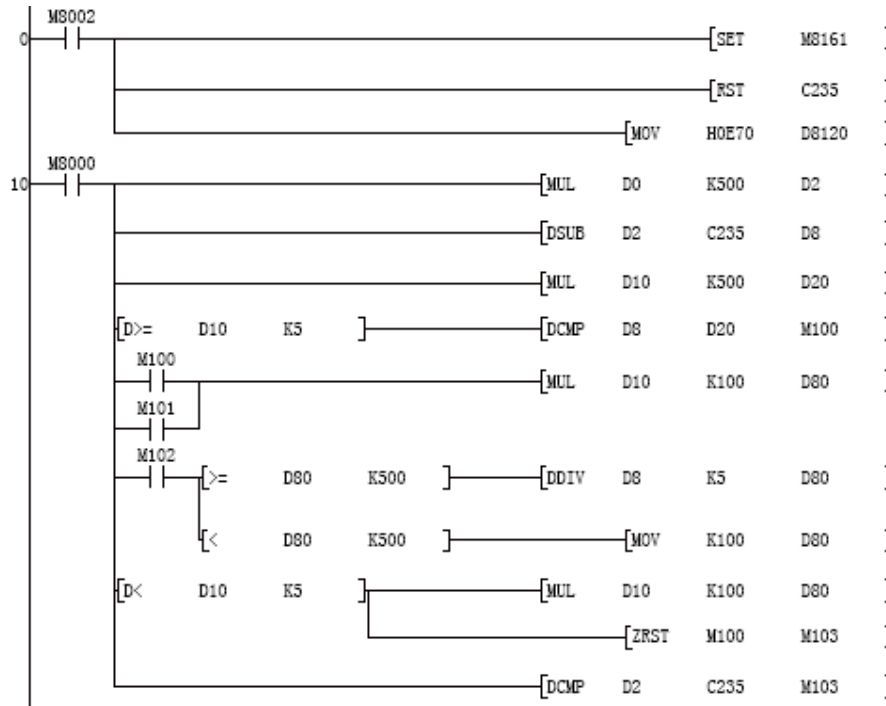 M8002
0 SET M8161
RST C235
MOV H0E70 D8120
M8000
10 MUL D0 K500 D2
DSUB D2 C235 D8
MUL D10 K500 D20
D>= D10 K5 DCMP D8 D20 M100
M100
MUL D10 K100 D80
M101
M102
>= D80 K500 DDIV D8 K5 D80
< D80 K500 MOV K100 D80
D< D10 K5 MUL D10 K100 D80
ZRST M100 M103
DCMP D2 C235 M103